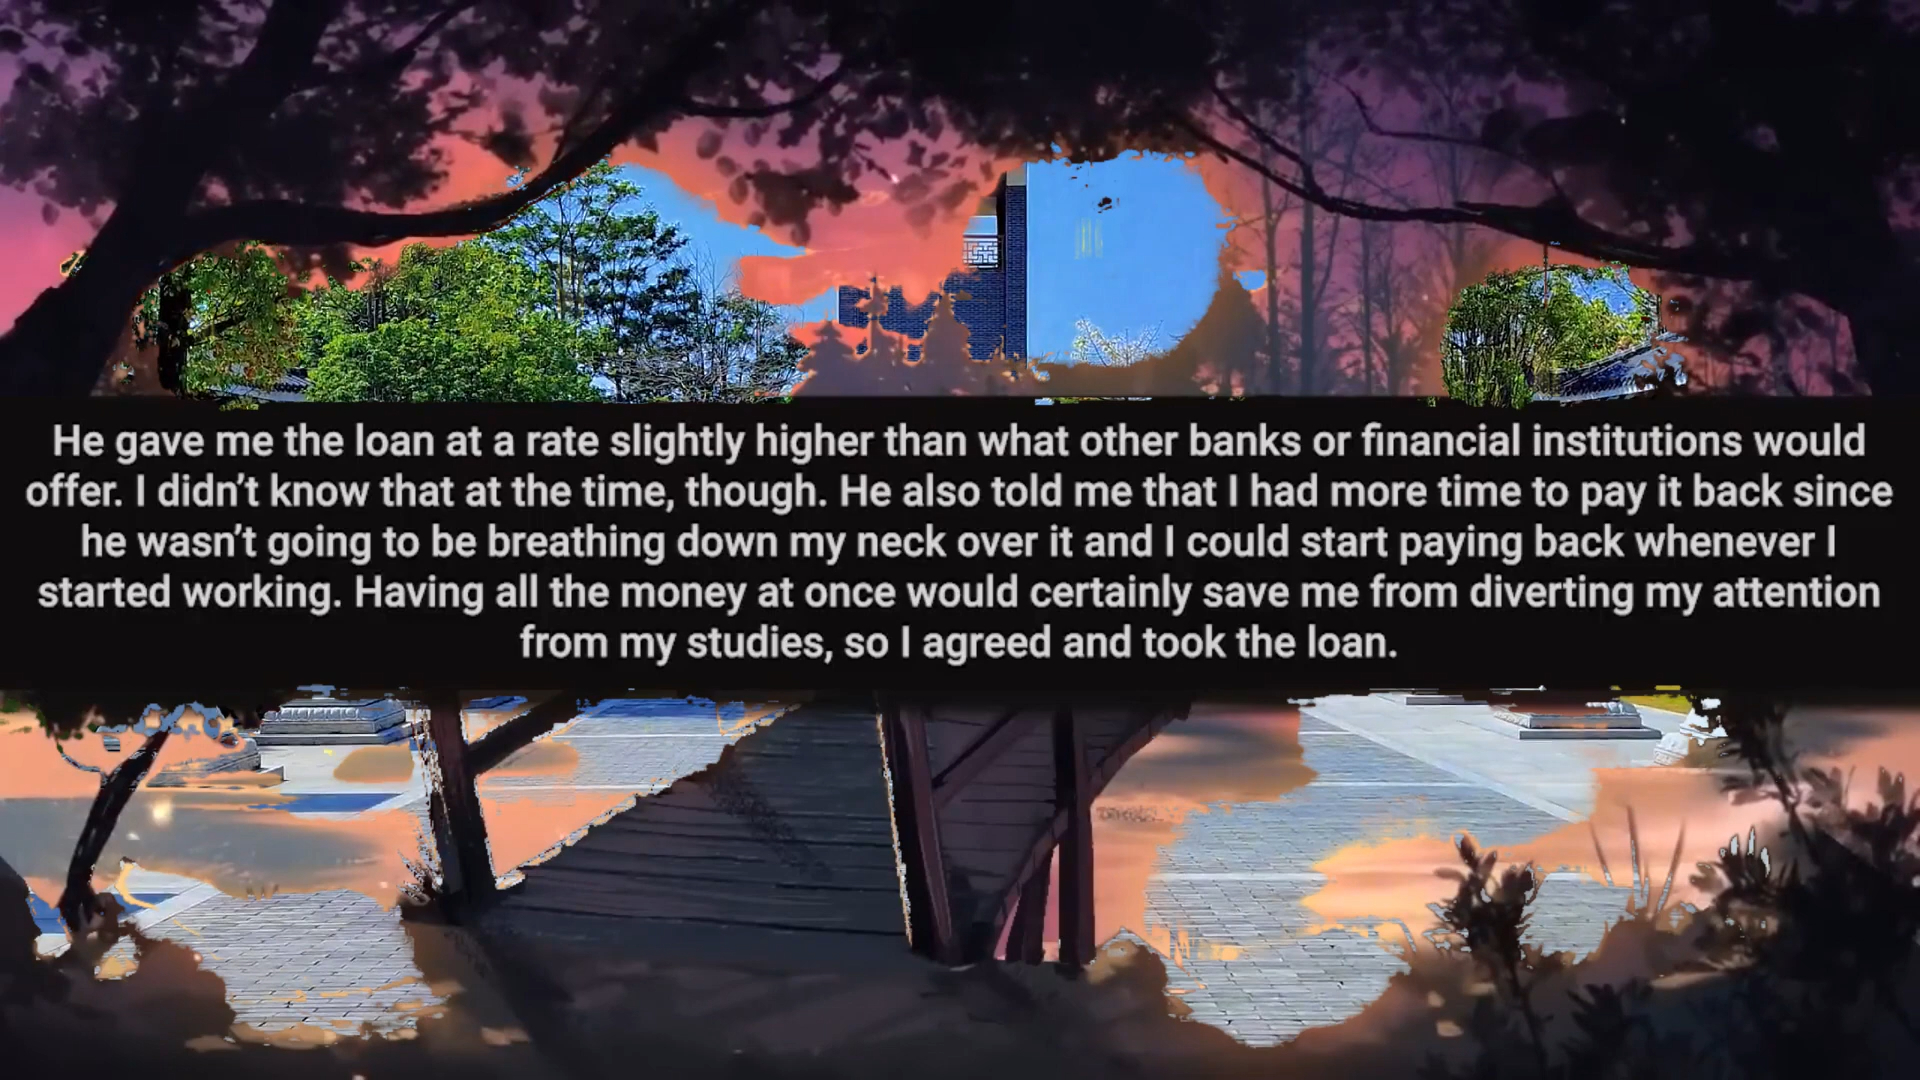 He gave me the loan at a rate slightly higher than what other banks or financial institutions would
offer. I didn’t know that at the time, though. He also told me that I had more time to pay it back since
he wasn’t going to be breathing down my neck over it and I could start paying back whenever I
started working. Having all the money at once would certainly save me from diverting my attention
from my studies, so I agreed and took the loan.